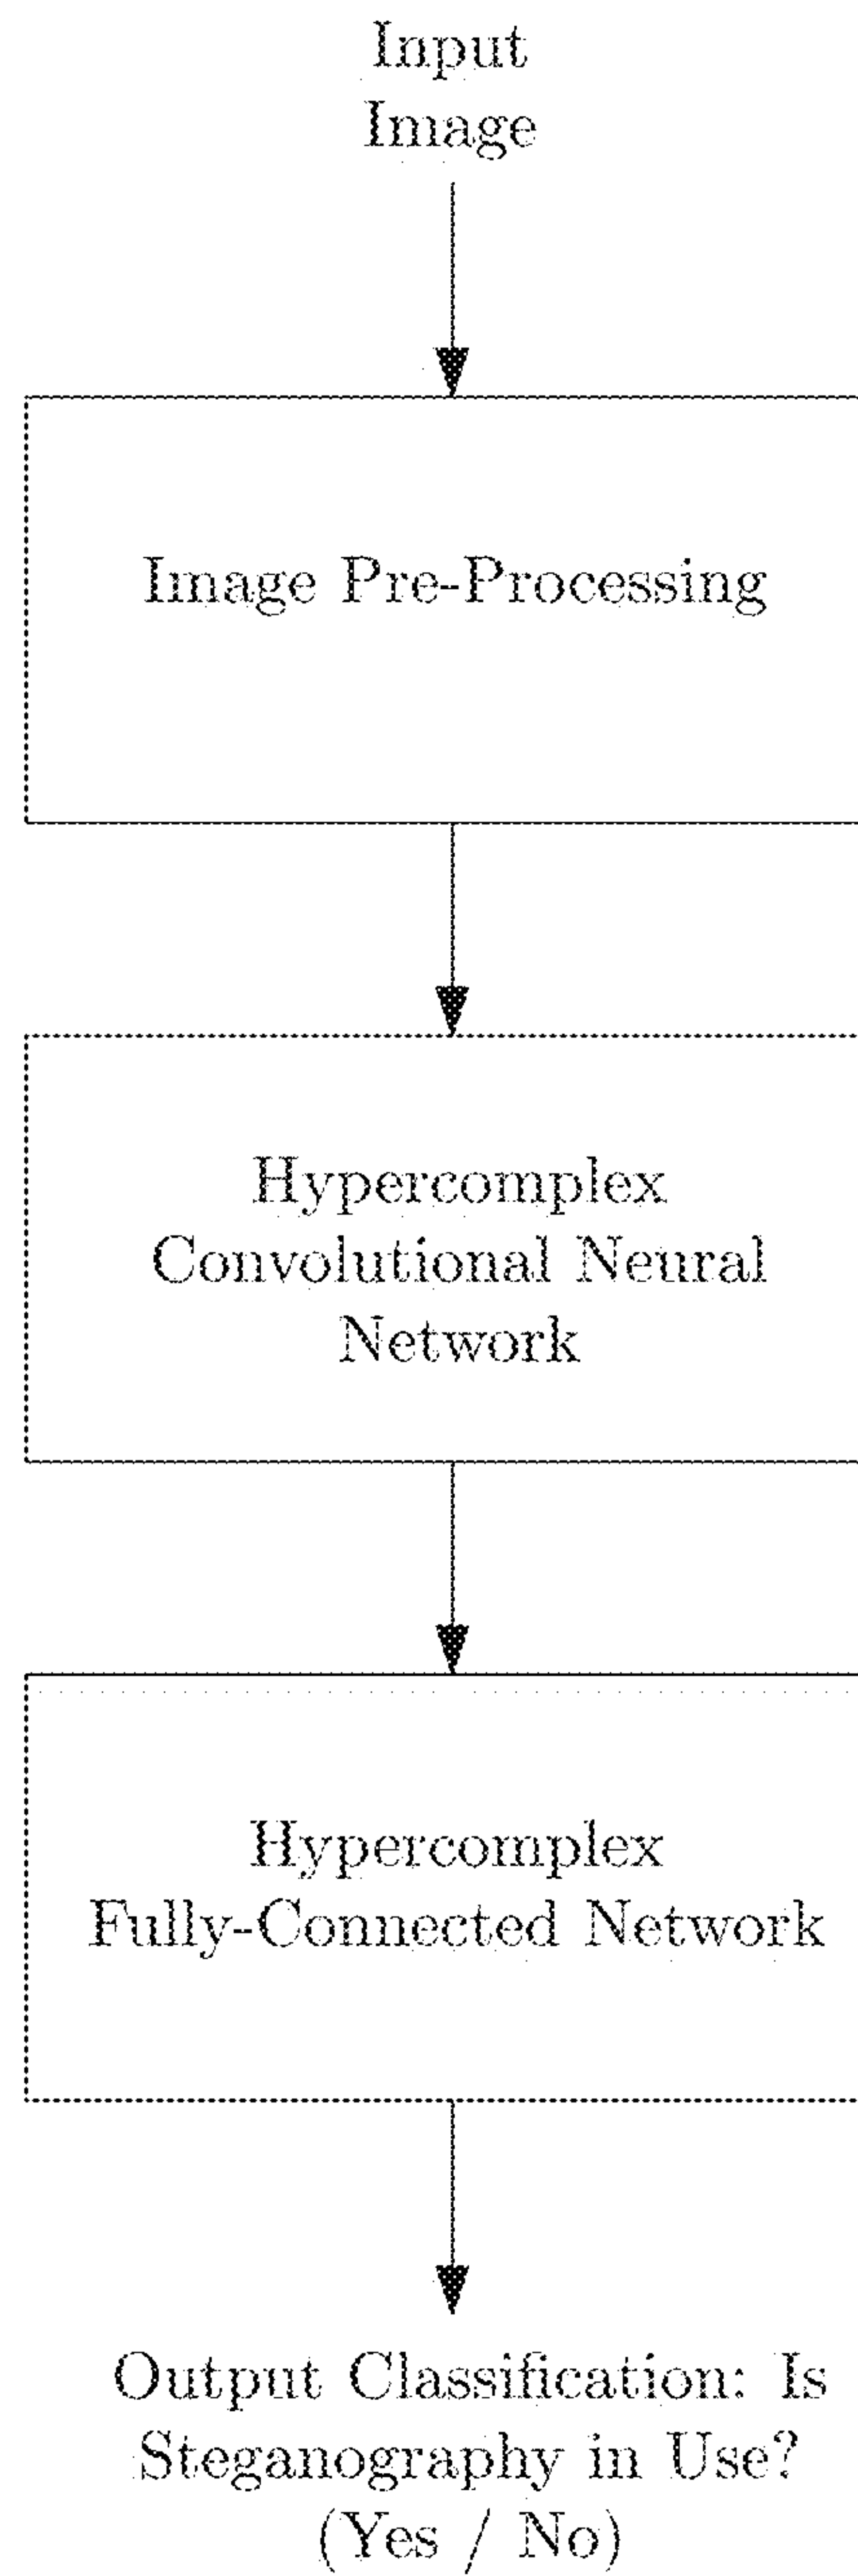 Input
Image
Image Pre-Processing
Hypercomplex
Convolutional Neural
Network
Hypercomplex
Fully-Connected Network
Output Classification: Is
Steganography in Use?
(Yes / No)